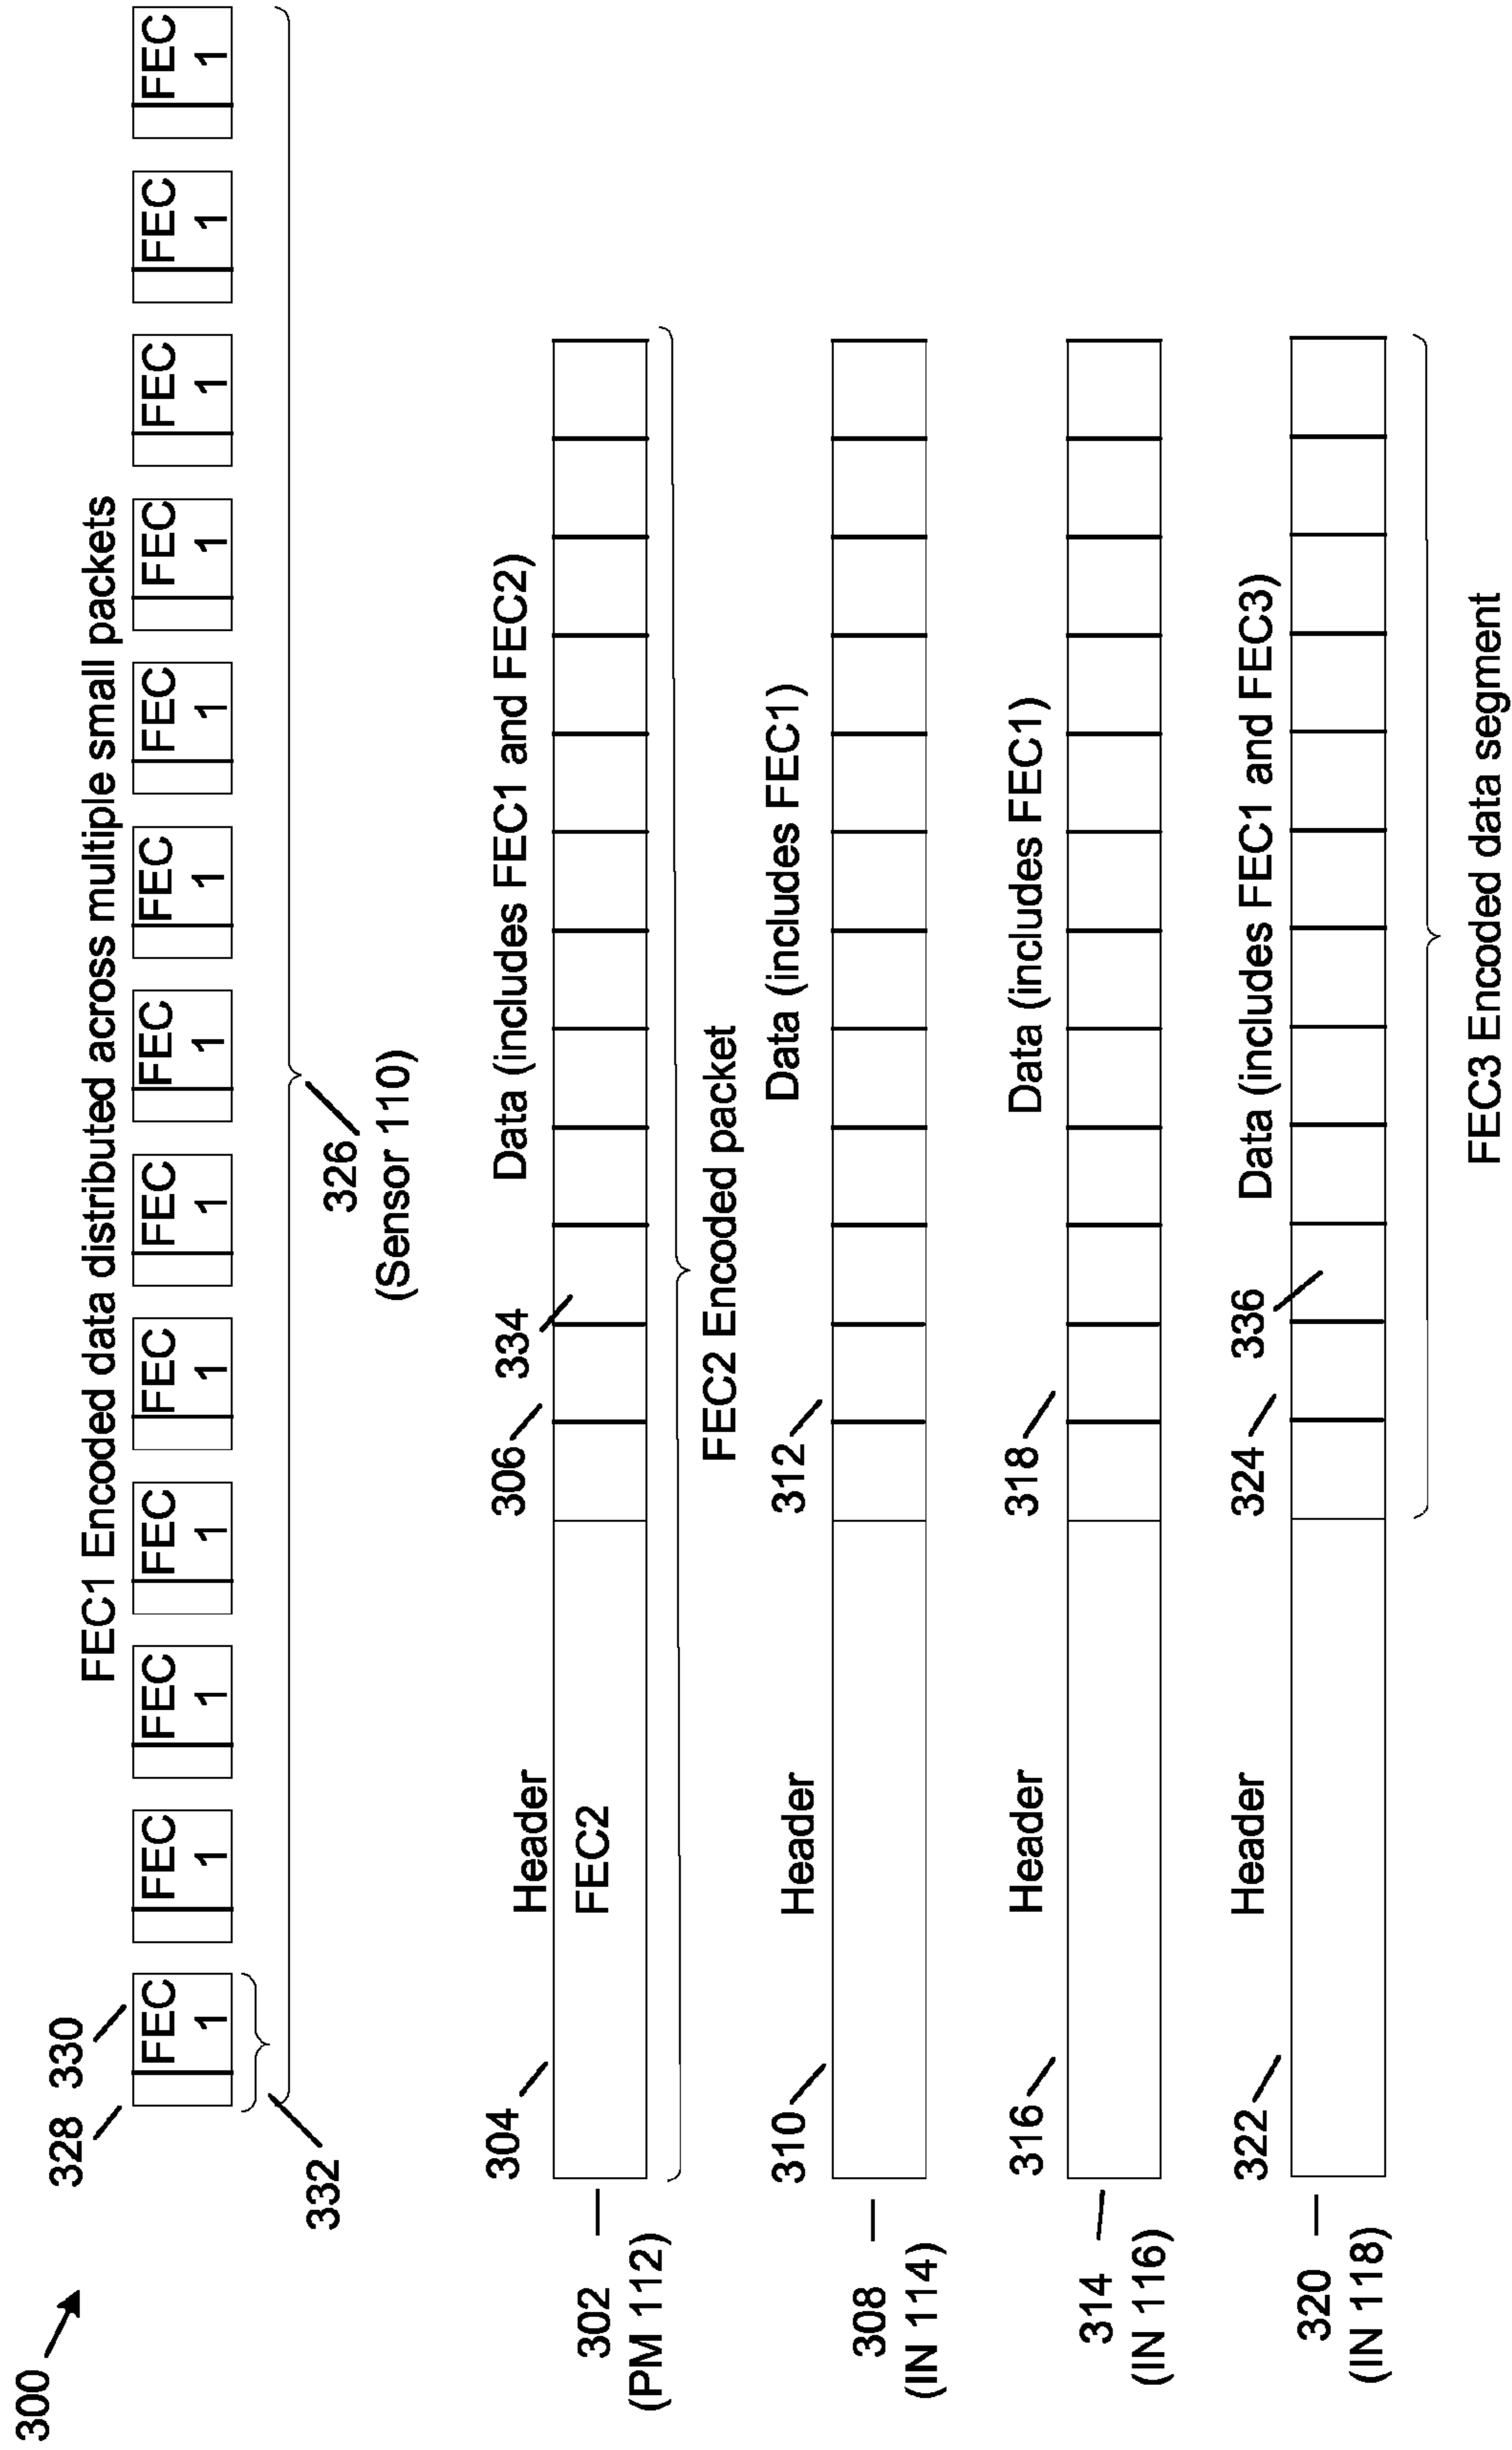 300
328 330
FEC1 Encoded data distributed across multiple small packets
FEC FEC FEC FEC FEC FEC FEC FEC FEC FEC FEC FEC FEC
1 1 1 1 1 1 1 1 1 1 1 1 1
332
326
(Sensor 110)
304
Header
306
334
Data (includes FEC1 and FEC2)
302
(PM 112)
FEC2
FEC2 Encoded packet
310
Header
312
Data (includes FEC1)
308
(IN 114)
316
Header
318
Data (includes FEC1)
314
(IN 116)
322
Header
324
336
Data (includes FEC1 and FEC3)
320
(IN 118)
FEC3 Encoded data segment